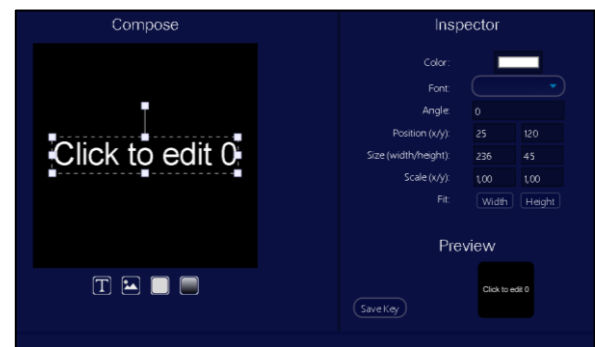 Compose
Click to edit 0
T
Inspector
Color:
Font:
Angle: 0
Position (x/y): 25 120
Size (width/height): 236 45
Scale (x/y): 1,00 1,00
Fit: Width Height
Preview
Click to edit 0
Save Key